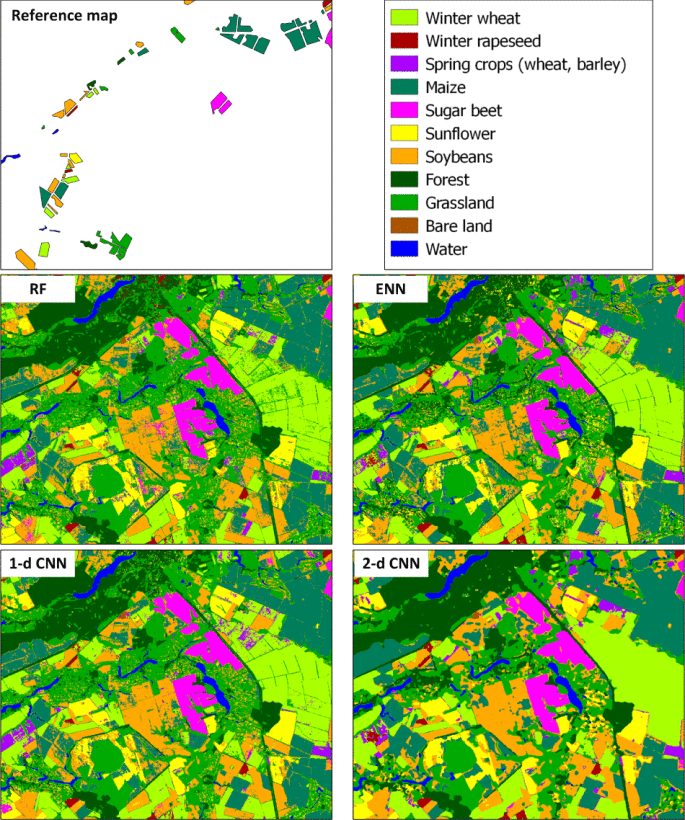 Reference map
Winter wheat
Winter rapeseed
Spring crops (wheat, barley)
Maize
Sugar beet
Sunflower
Soybeans
Forest
Grassland
Bare land
Water
RF
ENN
1-d CNN
2-d CNN